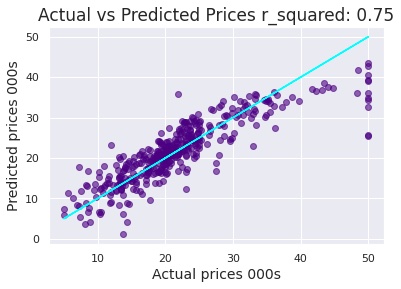 Actual vs Predicted Prices r_squared: 0.75
Predicted prices 000s
50
40
30
20
10
0
10 20 30 40 50
Actual prices 000s